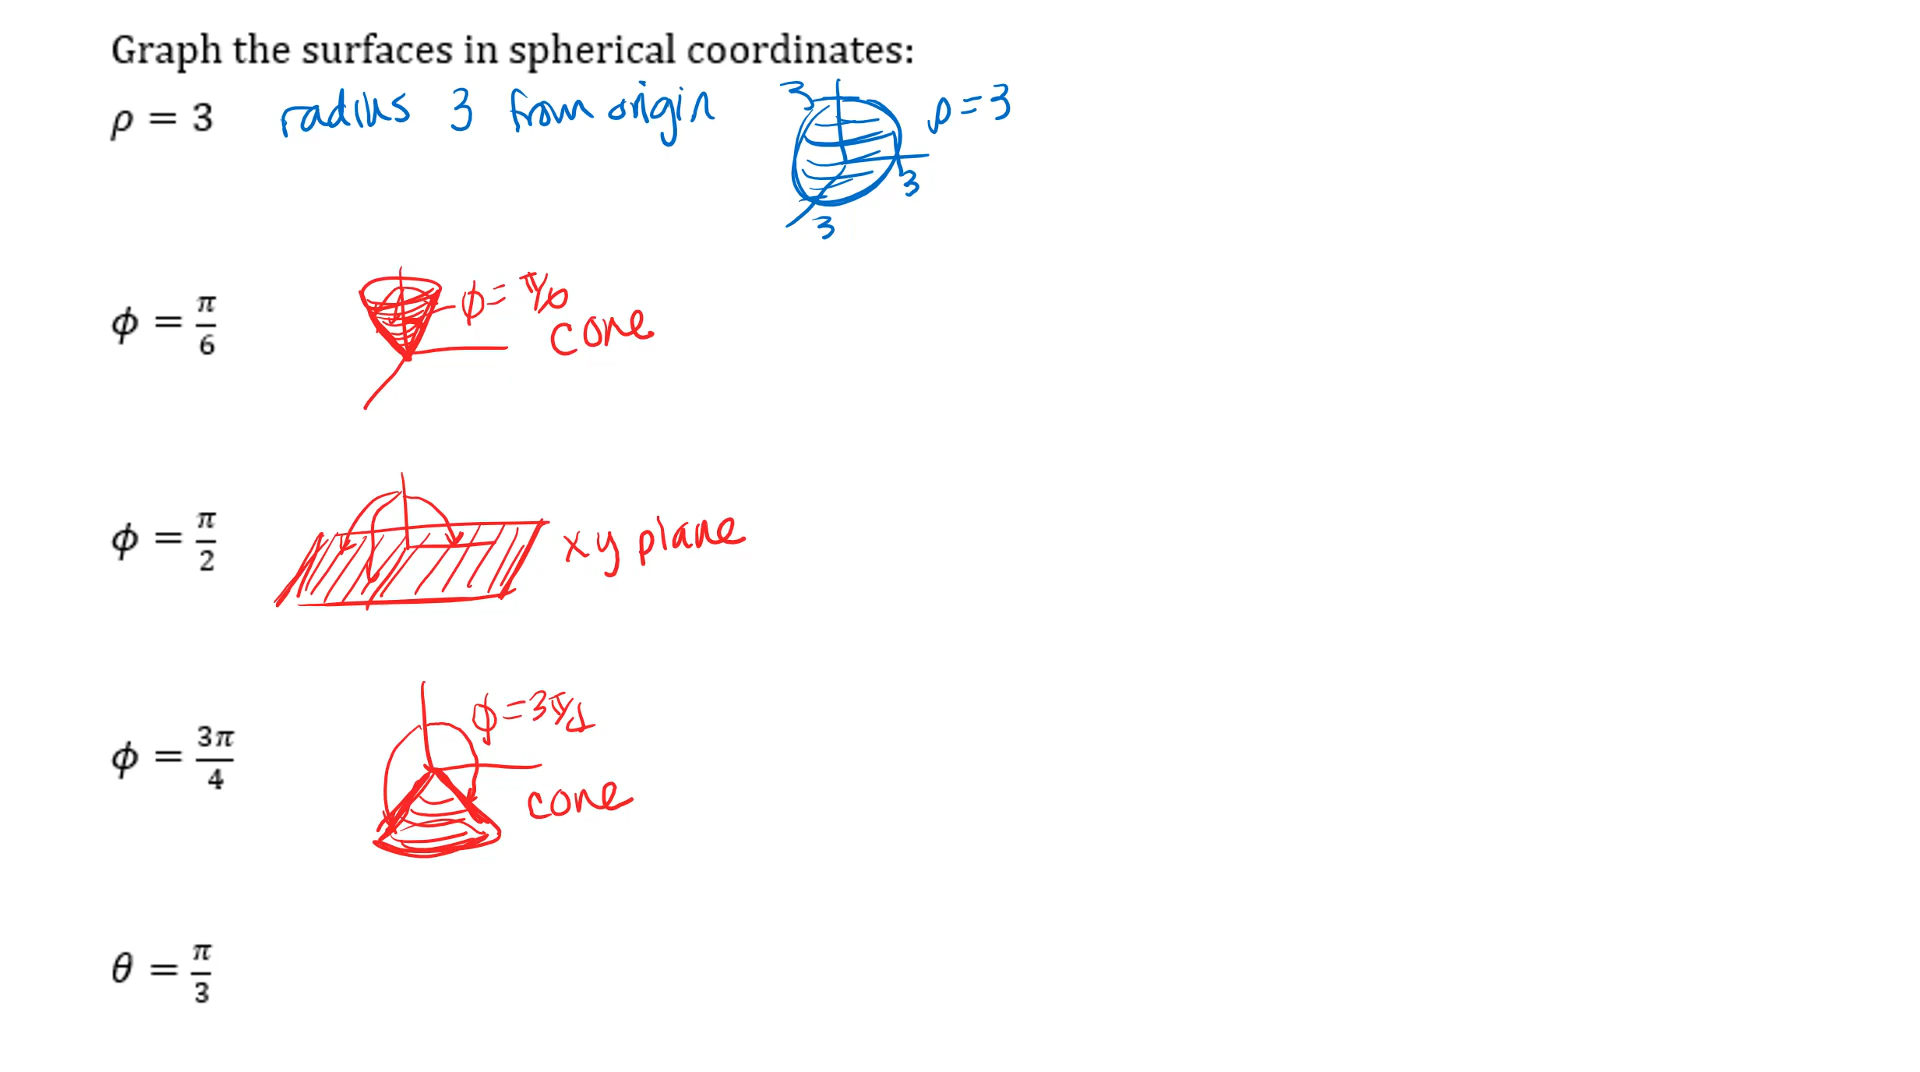 Graph the surfaces in spherical coordinates:
ρ = 3 radius 3 from origin 3 ρ = 3
3
3
ϕ = π/6 ϕ = π/6
cone
ϕ = π/2 xy plane
ϕ = 3π/4 ϕ = 3π/4
cone
θ = π/3